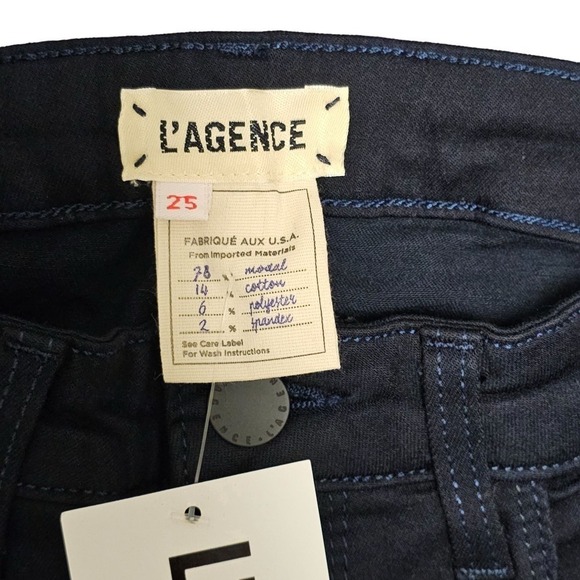 L'AGENCE
25
FABRIQUÉ AUX U.S.A.
From Imported Materials
78 % modal
14 % cotton
6 % polyester
2 % spandex
See Care Label
For Wash Instructions
L'AGENCE